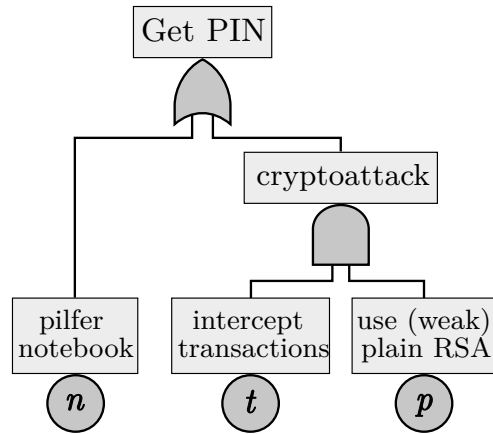 Get PIN
cryptoattack
pilfer
notebook
intercept
transactions
use (weak)
plain RSA
n
t
p